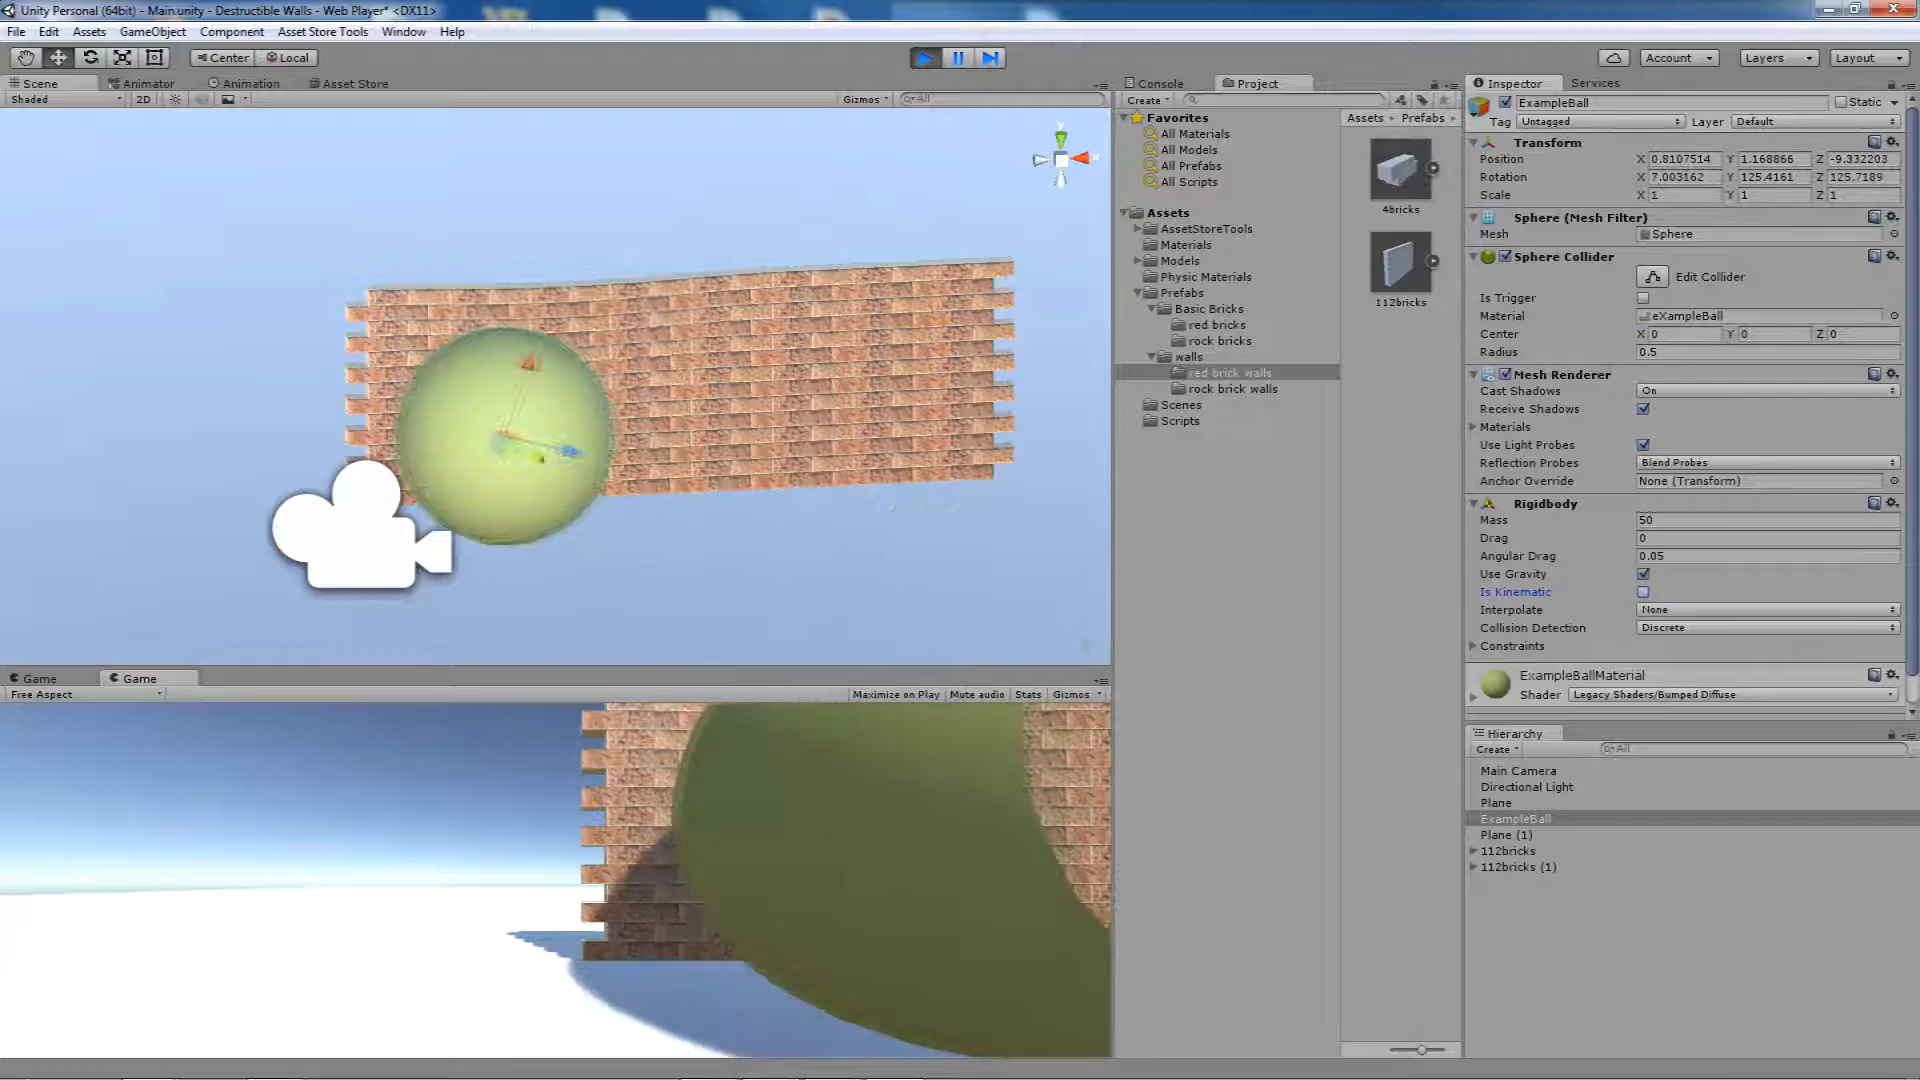 Unity Personal (64bit) - Main.unity - Destructible Walls - Web Player* <DX11>
File Edit Assets GameObject Component Asset Store Tools Window Help
Center Local
Account Layers Layout
Scene Animator Animation Asset Store
Shaded 2D Gizmos All
Console Project
Create
Favorites
All Materials
All Models
All Prefabs
All Scripts
Assets
AssetStoreTools
Materials
Models
Physic Materials
Prefabs
Basic Bricks
red bricks
rock bricks
walls
red brick walls
rock brick walls
Scenes
Scripts
Assets Prefabs
4bricks
112bricks
Inspector Services
ExampleBall Static
Tag Untagged Layer Default
Transform
Position X 0.8107514 Y 1.168866 Z -9.332203
Rotation X 7.003162 Y 125.4161 Z 125.7189
Scale X 1 Y 1 Z 1
Sphere (Mesh Filter)
Mesh Sphere
Sphere Collider
Edit Collider
Is Trigger
Material eXampleBall
Center X 0 Y 0 Z 0
Radius 0.5
Mesh Renderer
Cast Shadows On
Receive Shadows
Materials
Use Light Probes
Reflection Probes Blend Probes
Anchor Override None (Transform)
Rigidbody
Mass 50
Drag 0
Angular Drag 0.05
Use Gravity
Is Kinematic
Interpolate None
Collision Detection Discrete
Constraints
ExampleBallMaterial
Shader Legacy Shaders/Bumped Diffuse
Game Game
Free Aspect Maximize on Play Mute audio Stats Gizmos
Hierarchy
Create All
Main Camera
Directional Light
Plane
ExampleBall
Plane (1)
112bricks
112bricks (1)